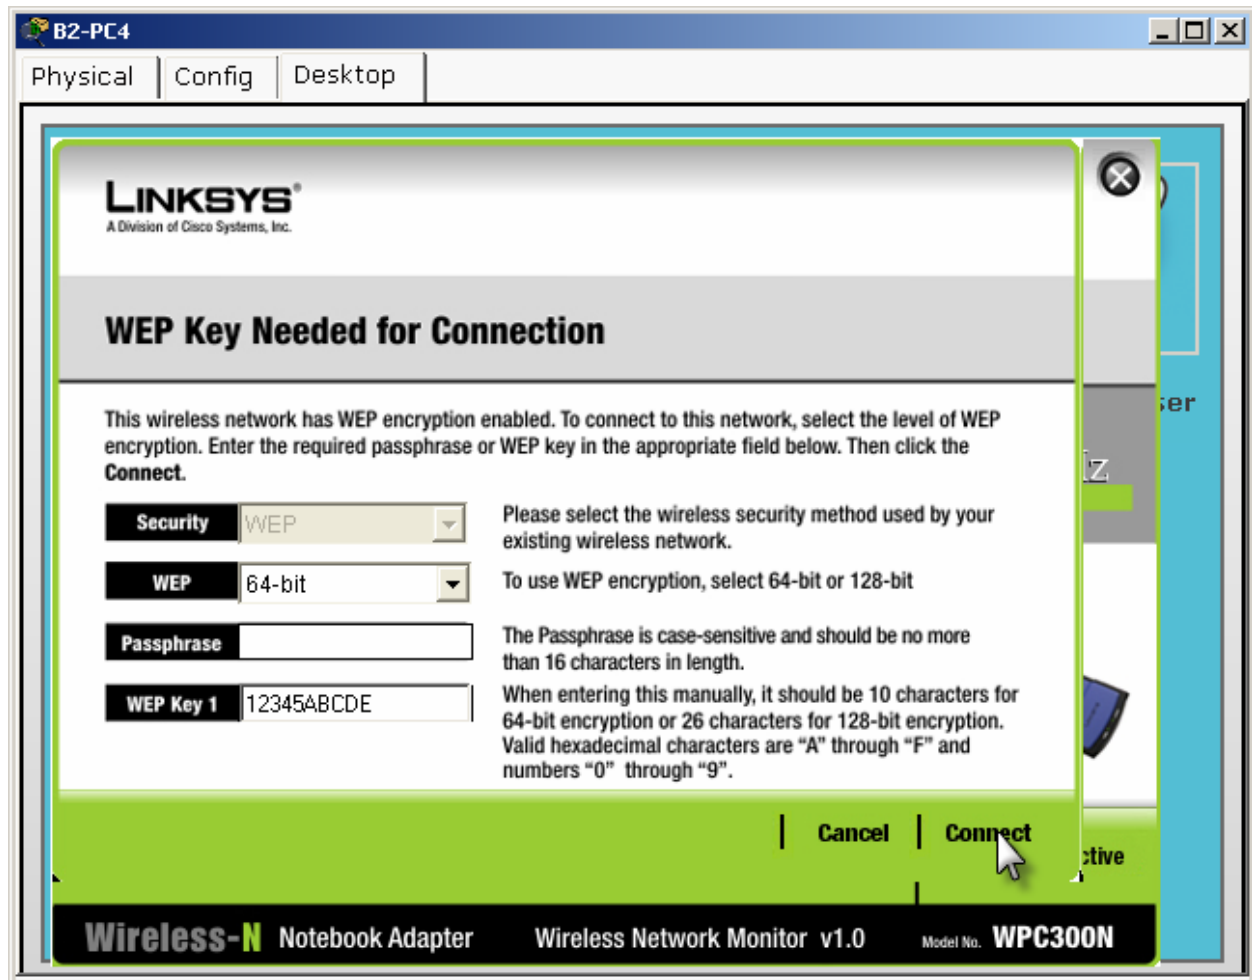 B2-PC4
Physical Config Desktop
LINKSYS®
A Division of Cisco Systems, Inc.
WEP Key Needed for Connection
This wireless network has WEP encryption enabled. To connect to this network, select the level of WEP
encryption. Enter the required passphrase or WEP key in the appropriate field below. Then click the
Connect.
Security WEP
Please select the wireless security method used by your
existing wireless network.
WEP 64-bit
To use WEP encryption, select 64-bit or 128-bit
Passphrase
The Passphrase is case-sensitive and should be no more
than 16 characters in length.
WEP Key 1 12345ABCDE
When entering this manually, it should be 10 characters for
64-bit encryption or 26 characters for 128-bit encryption.
Valid hexadecimal characters are “A” through “F” and
numbers “0” through “9”.
Cancel Connect
Wireless-N Notebook Adapter Wireless Network Monitor v1.0 Model No. WPC300N